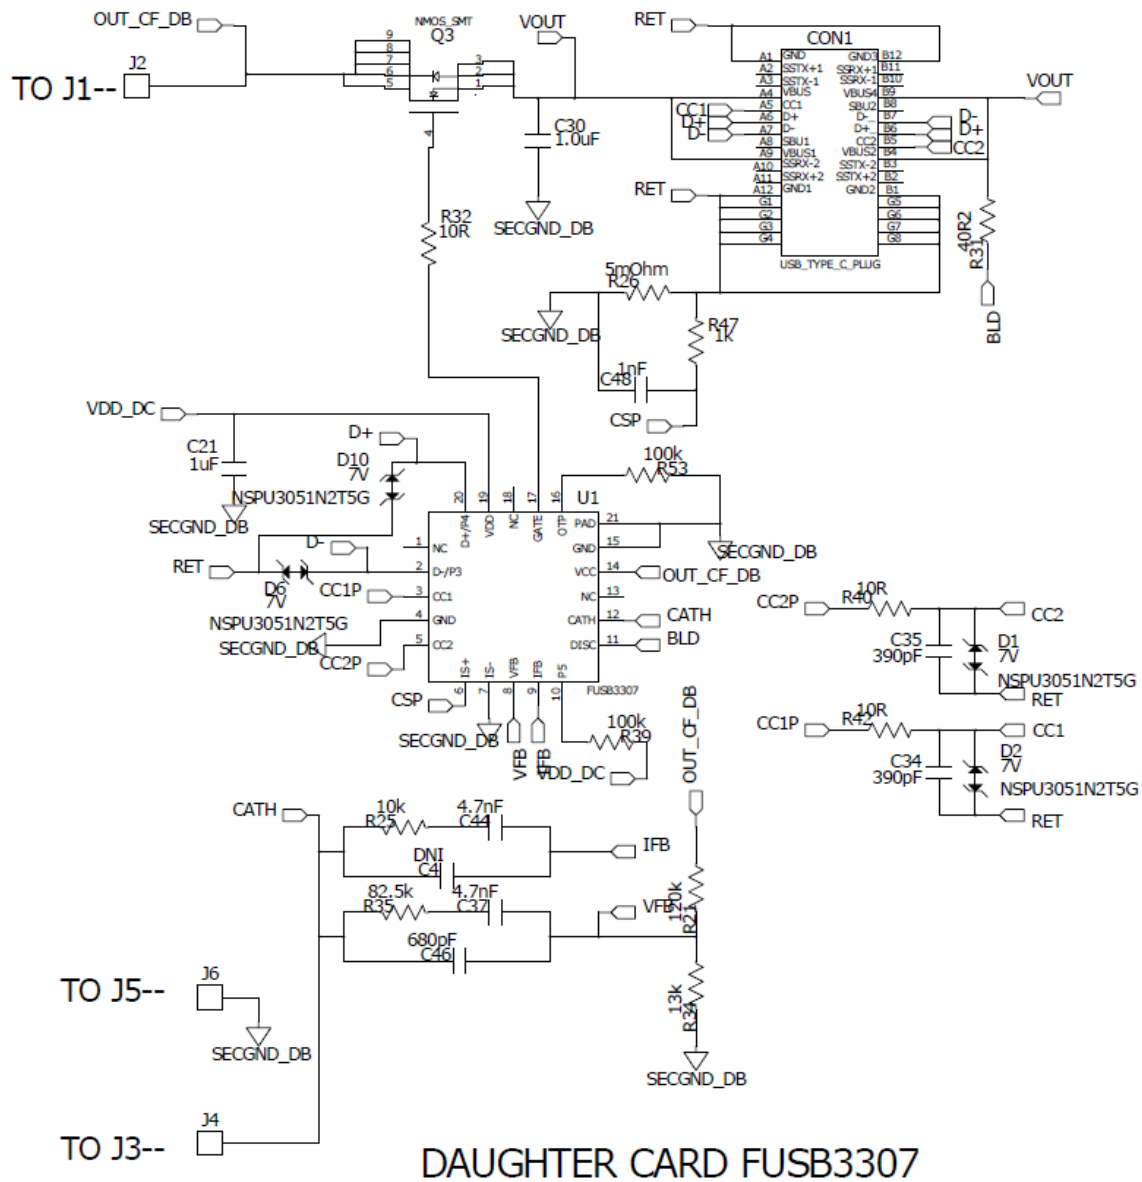 OUT_CF_DB
NMOS_SMT
Q3
VOUT
RET
CON1
J2
TO J1--
9
8
7
6
5
3
2
1
4
A1 GND GND3 B12
A2 SSTX+1 SSRX+1 B11
A3 SSTX-1 SSRX-1 B10
A4 VBUS VBUS4 B9
A5 CC1 SBU2 B8
A6 D+ D-_ B7
A7 D- D+_ B6
A8 SBU1 CC2 B5
A9 VBUS1 VBUS2 B4
A10 SSRX-2 SSTX-2 B3
A11 SSRX+2 SSTX+2 B2
A12 GND1 GND2 B1
G1 G5
G2 G6
G3 G7
G4 G8
USB_TYPE_C_PLUG
CC1
D+
D-
D-
D+
CC2
VOUT
C30
1.0uF
SECGND_DB
RET
R32
10R
40R2
R31
BLD
5mOhm
R26
SECGND_DB
R47
1k
1nF
C48
CSP
VDD_DC
C21
1uF
SECGND_DB
D+
D10
7V
NSPU3051N2T5G
100k
R53
U1
20 D+/P4
19 VDD
18 NC
17 GATE
16 OTP
PAD 21
GND 15
VCC 14
NC 13
CATH 12
DISC 11
1 NC
2 D-/P3
3 CC1
4 GND
5 CC2
IS+ 6
IS- 7
VFB 8
IFB 9
P5 10
FUSB3307
SECGND_DB
OUT_CF_DB
CATH
BLD
D-
RET
D6
7V
CC1P
NSPU3051N2T5G
SECGND_DB
CC2P
CSP
SECGND_DB
VFB
IFB
100k
R39
VDD_DC
CC2P
10R
R40
CC2
C35
390pF
D1
7V
NSPU3051N2T5G
RET
CC1P
10R
R42
CC1
C34
390pF
D2
7V
NSPU3051N2T5G
RET
OUT_CF_DB
CATH
10k
R25
4.7nF
C44
IFB
DNI
C4
82.5k
R35
4.7nF
C37
VFB
680pF
C46
120k
R21
13k
R34
SECGND_DB
TO J5--
J6
SECGND_DB
TO J3--
J4
DAUGHTER CARD FUSB3307